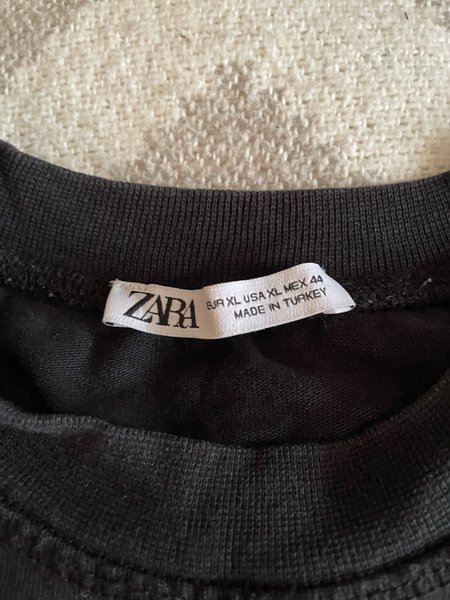 ZARA
EUR XL USA XL MEX 44
MADE IN TURKEY